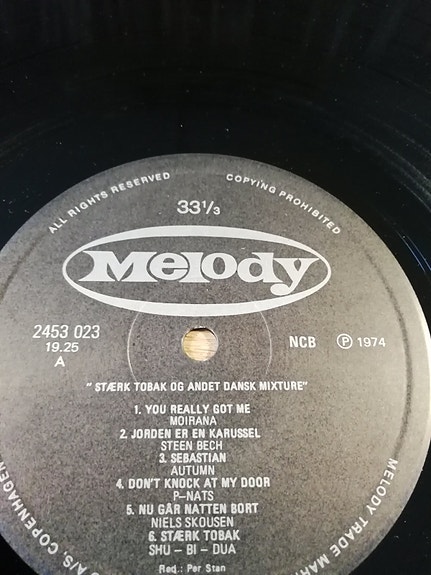 ALL RIGHTS RESERVED
COPYING PROHIBITED
33⅓
Melody
2453 023
19.25
A
NCB
Ⓟ 1974
"STÆRK TOBAK OG ANDET DANSK MIXTURE"
1. YOU REALLY GOT ME
MOIRANA
2. JORDEN ER EN KARUSSEL
STEEN BECH
3. SEBASTIAN
AUTUMN
4. DON'T KNOCK AT MY DOOR
P-NATS
5. NU GÅR NATTEN BORT
NIELS SKOUSEN
6. STÆRK TOBAK
SHU - BI - DUA
Red.: Per Stan
A/S, COPENHAGEN
MELODY TRADE MAR